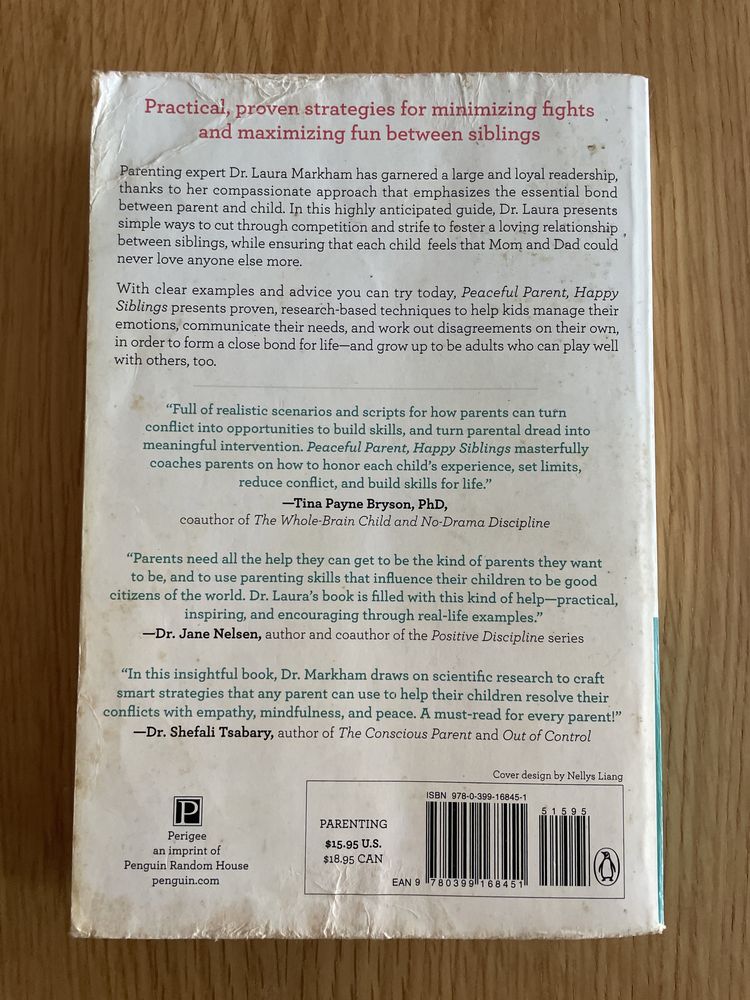 Practical, proven strategies for minimizing fights
and maximizing fun between siblings
Parenting expert Dr. Laura Markham has garnered a large and loyal readership,
thanks to her compassionate approach that emphasizes the essential bond
between parent and child. In this highly anticipated guide, Dr. Laura presents
simple ways to cut through competition and strife to foster a loving relationship
between siblings, while ensuring that each child feels that Mom and Dad could
never love anyone else more.
With clear examples and advice you can try today, Peaceful Parent, Happy
Siblings presents proven, research-based techniques to help kids manage their
emotions, communicate their needs, and work out disagreements on their own,
in order to form a close bond for life—and grow up to be adults who can play well
with others, too.
“Full of realistic scenarios and scripts for how parents can turn
conflict into opportunities to build skills, and turn parental dread into
meaningful intervention. Peaceful Parent, Happy Siblings masterfully
coaches parents on how to honor each child’s experience, set limits,
reduce conflict, and build skills for life.”
—Tina Payne Bryson, PhD,
coauthor of The Whole-Brain Child and No-Drama Discipline
“Parents need all the help they can get to be the kind of parents they want
to be, and to use parenting skills that influence their children to be good
citizens of the world. Dr. Laura’s book is filled with this kind of help—practical,
inspiring, and encouraging through real-life examples.”
—Dr. Jane Nelsen, author and coauthor of the Positive Discipline series
“In this insightful book, Dr. Markham draws on scientific research to craft
smart strategies that any parent can use to help their children resolve their
conflicts with empathy, mindfulness, and peace. A must-read for every parent!”
—Dr. Shefali Tsabary, author of The Conscious Parent and Out of Control
Cover design by Nellys Liang
P
Perigee
an imprint of
Penguin Random House
penguin.com
PARENTING
$15.95 U.S.
$18.95 CAN
ISBN 978-0-399-16845-1
51595
EAN 9 780399 168451